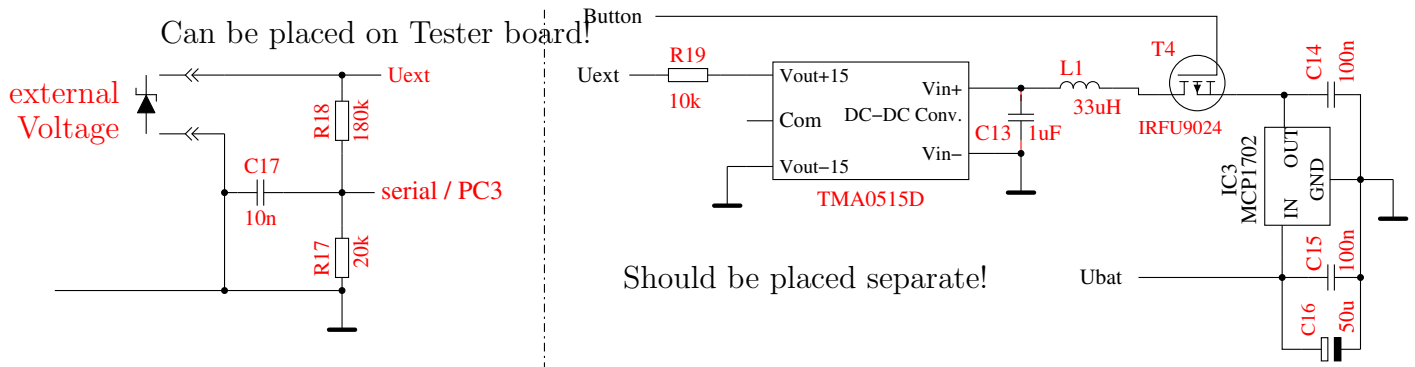 Can be placed on Tester board!
Uext
external
Voltage
R18
180k
C17
10n
serial / PC3
R17
20k
Button
Uext
R19
10k
Vout+15
Com
Vout−15
Vin+
DC−DC Conv.
Vin−
TMA0515D
C13
1uF
L1
33uH
T4
IRFU9024
C14
100n
IC3
MCP1702
OUT
GND
IN
Ubat
C15
100n
C16
50u
Should be placed separate!